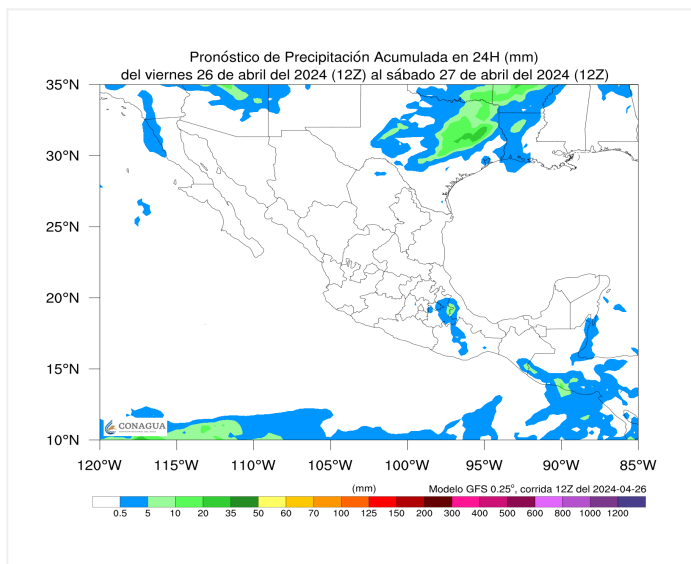 Pronóstico de Precipitación Acumulada en 24H (mm)
del viernes 26 de abril del 2024 (12Z) al sábado 27 de abril del 2024 (12Z)
35°N
30°N
25°N
20°N
15°N
10°N
CONAGUA
120°W 115°W 110°W 105°W 100°W 95°W 90°W 85°W
(mm) Modelo GFS 0.25°, corrida 12Z del 2024-04-26
0.5 5 10 20 35 50 60 70 100 125 150 200 300 400 500 600 800 1000 1200